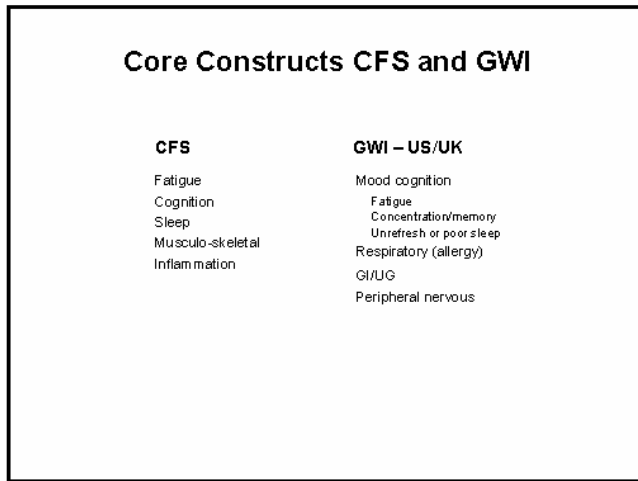 Core Constructs CFS and GWI
CFS
Fatigue
Cognition
Sleep
Musculo-skeletal
Inflammation
GWI – US/UK
Mood cognition
Fatigue
Concentration/memory
Unrefresh or poor sleep
Respiratory (allergy)
GI/UG
Peripheral nervous